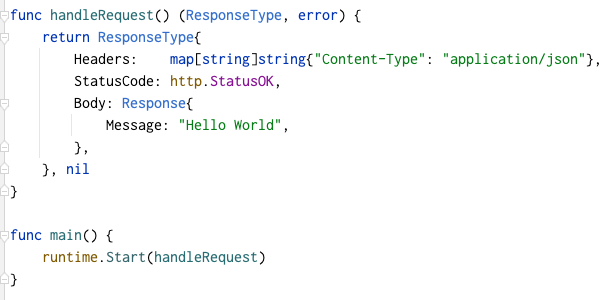 func handleRequest() (ResponseType, error) {
    return ResponseType{
        Headers:    map[string]string{"Content-Type": "application/json"},
        StatusCode: http.StatusOK,
        Body: Response{
            Message: "Hello World",
        },
    }, nil
}

func main() {
    runtime.Start(handleRequest)
}